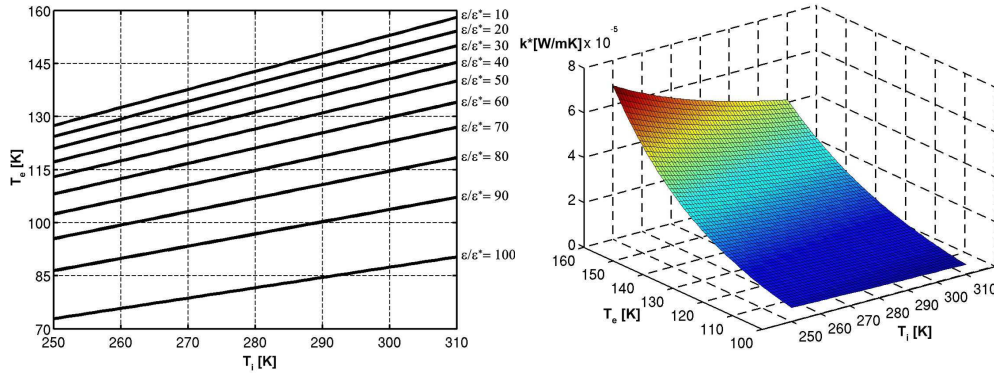 160
145
130
115
100
85
70
T_e [K]
250
260
270
280
290
300
310
T_i [K]
ε/ε*= 10
ε/ε*= 20
ε/ε*= 30
ε/ε*= 40
ε/ε*= 50
ε/ε*= 60
ε/ε*= 70
ε/ε*= 80
ε/ε*= 90
ε/ε*= 100
k*[W/mK] x 10^-5
8
6
4
2
0
160
150
140
130
120
110
100
T_e [K]
250
260
270
280
290
300
310
T_i [K]